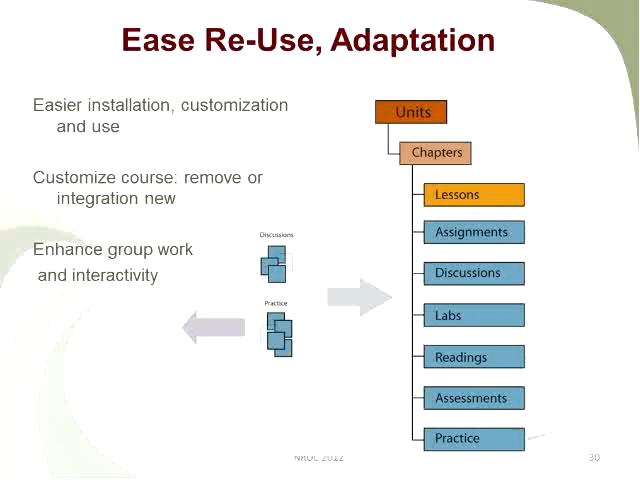 Ease Re-Use, Adaptation
Easier installation, customization
and use
Customize course: remove or
integration new
Enhance group work
and interactivity
Discussions
Practice
Units
Chapters
Lessons
Assignments
Discussions
Labs
Readings
Assessments
Practice
NROC 2012
30